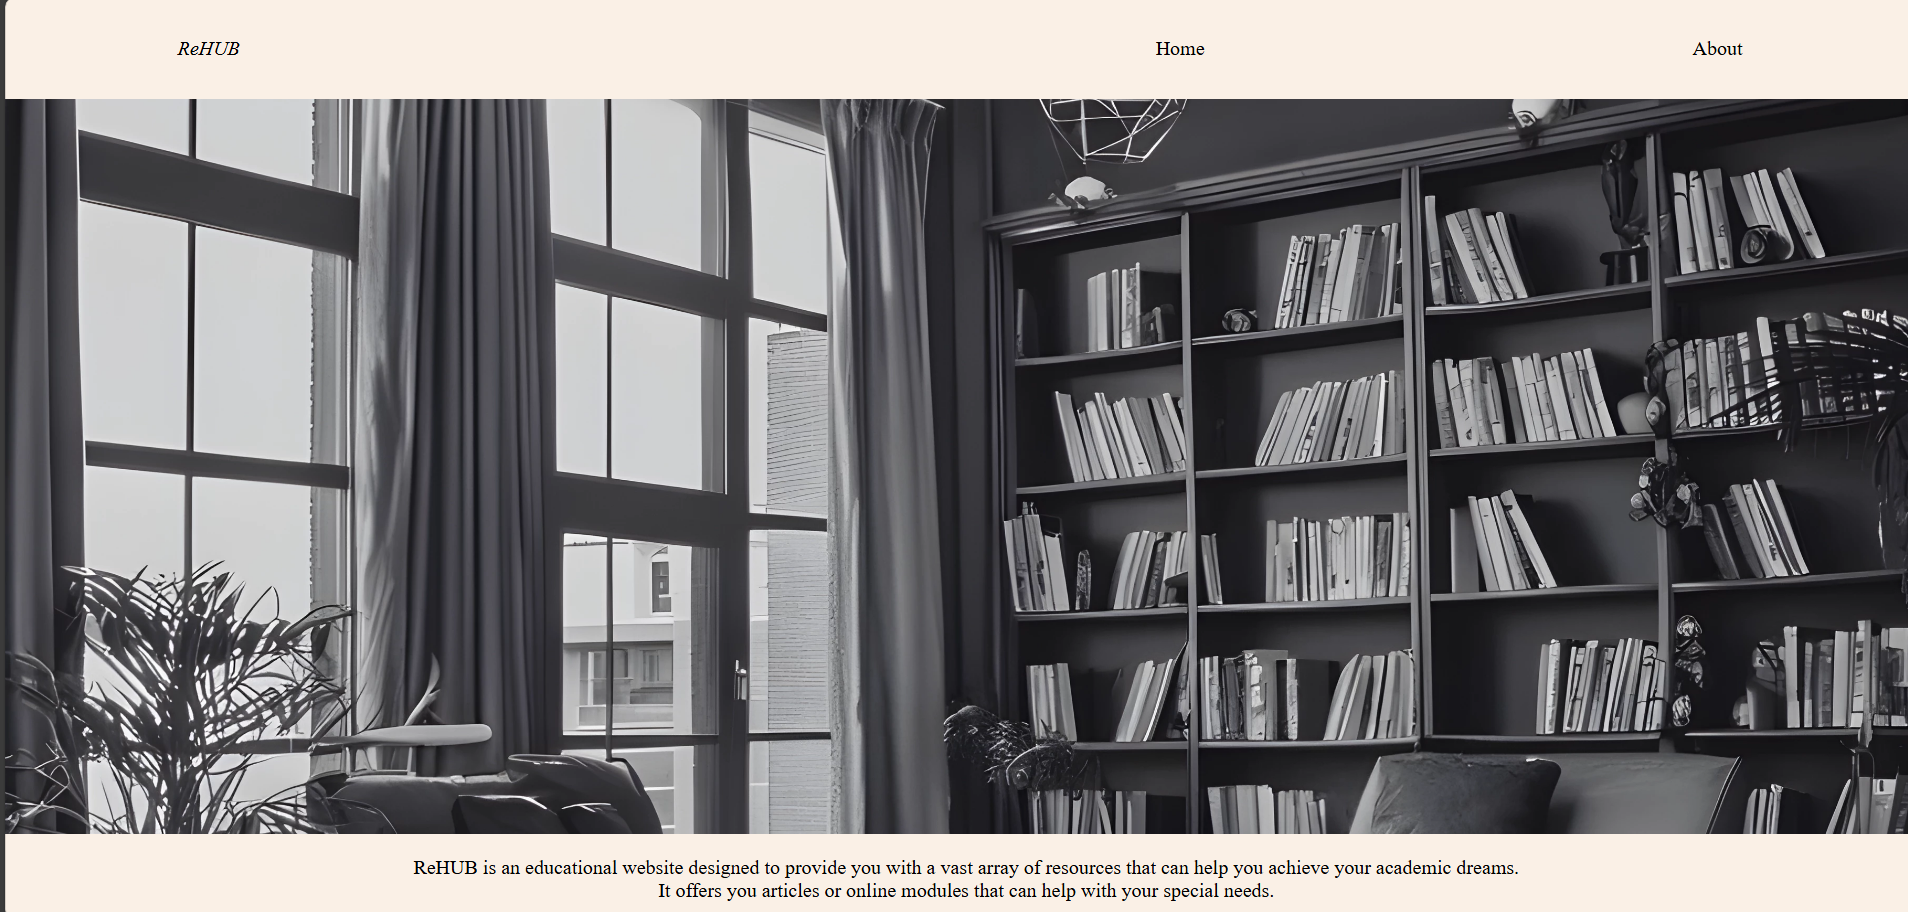 ReHUB
Home
About
ReHUB is an educational website designed to provide you with a vast array of resources that can help you achieve your academic dreams.
It offers you articles or online modules that can help with your special needs.